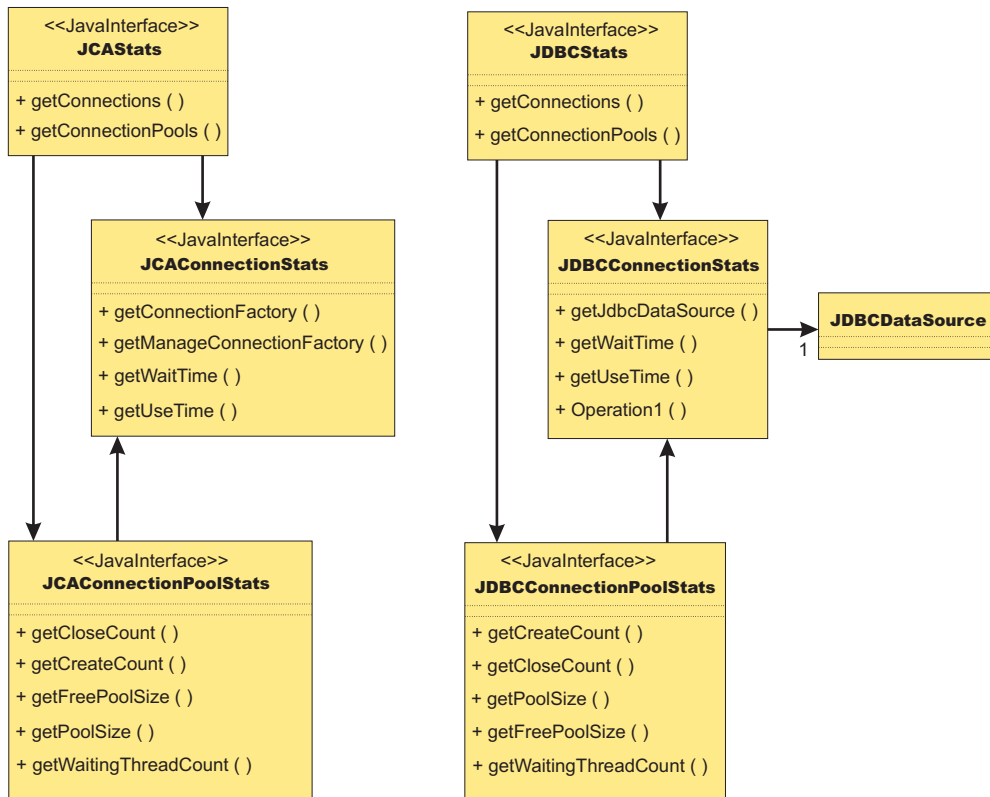 <<JavaInterface>>
JCAStats
+ getConnections ( )
+ getConnectionPools ( )
<<JavaInterface>>
JDBCStats
+ getConnections ( )
+ getConnectionPools ( )
<<JavaInterface>>
JCAConnectionStats
+ getConnectionFactory ( )
+ getManageConnectionFactory ( )
+ getWaitTime ( )
+ getUseTime ( )
<<JavaInterface>>
JDBCConnectionStats
+ getJdbcDataSource ( )
+ getWaitTime ( )
+ getUseTime ( )
+ Operation1 ( )
1
JDBCDataSource
<<JavaInterface>>
JCAConnectionPoolStats
+ getCloseCount ( )
+ getCreateCount ( )
+ getFreePoolSize ( )
+ getPoolSize ( )
+ getWaitingThreadCount ( )
<<JavaInterface>>
JDBCConnectionPoolStats
+ getCreateCount ( )
+ getCloseCount ( )
+ getPoolSize ( )
+ getFreePoolSize ( )
+ getWaitingThreadCount ( )